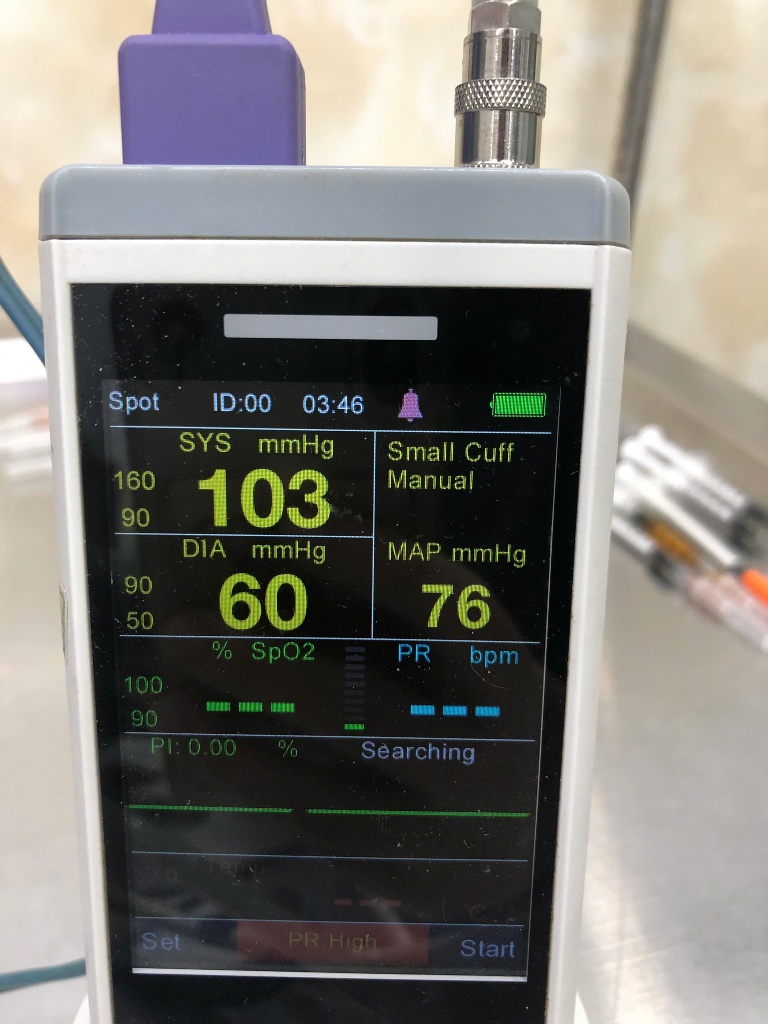 Spot ID:00 03:46
SYS mmHg
160
90
103
Small Cuff
Manual
DIA mmHg
90
50
60
MAP mmHg
76
% SpO2
100
90
--- 
PR bpm
---
PI: 0.00 %
Searching
Temp
---
°C
Set PR High Start